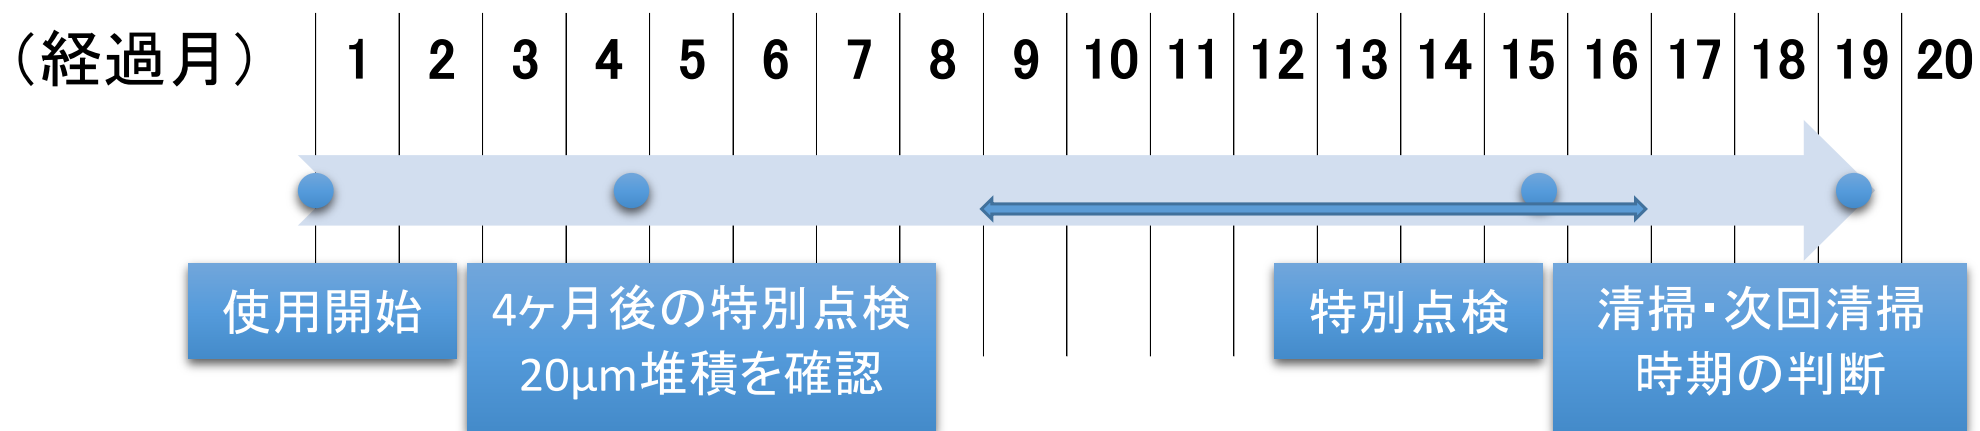 （経過月） 1 2 3 4 5 6 7 8 9 10 11 12 13 14 15 16 17 18 19 20
使用開始
4ヶ月後の特別点検
20μm堆積を確認
特別点検
清掃・次回清掃
時期の判断